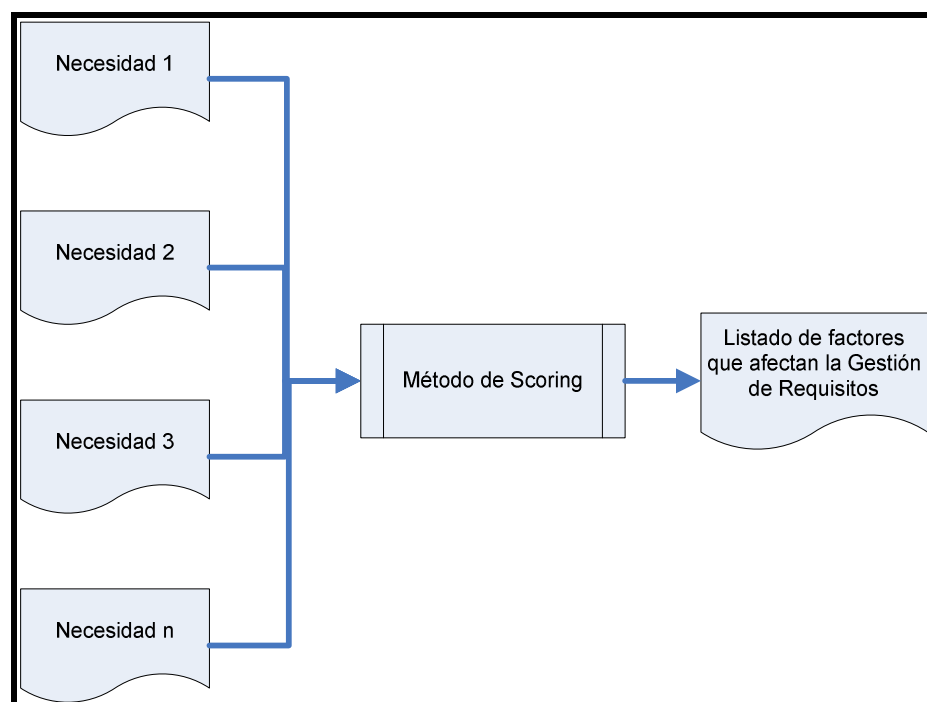 Necesidad 1
Necesidad 2
Necesidad 3
Necesidad n
Método de Scoring
Listado de factores
que afectan la Gestión
de Requisitos